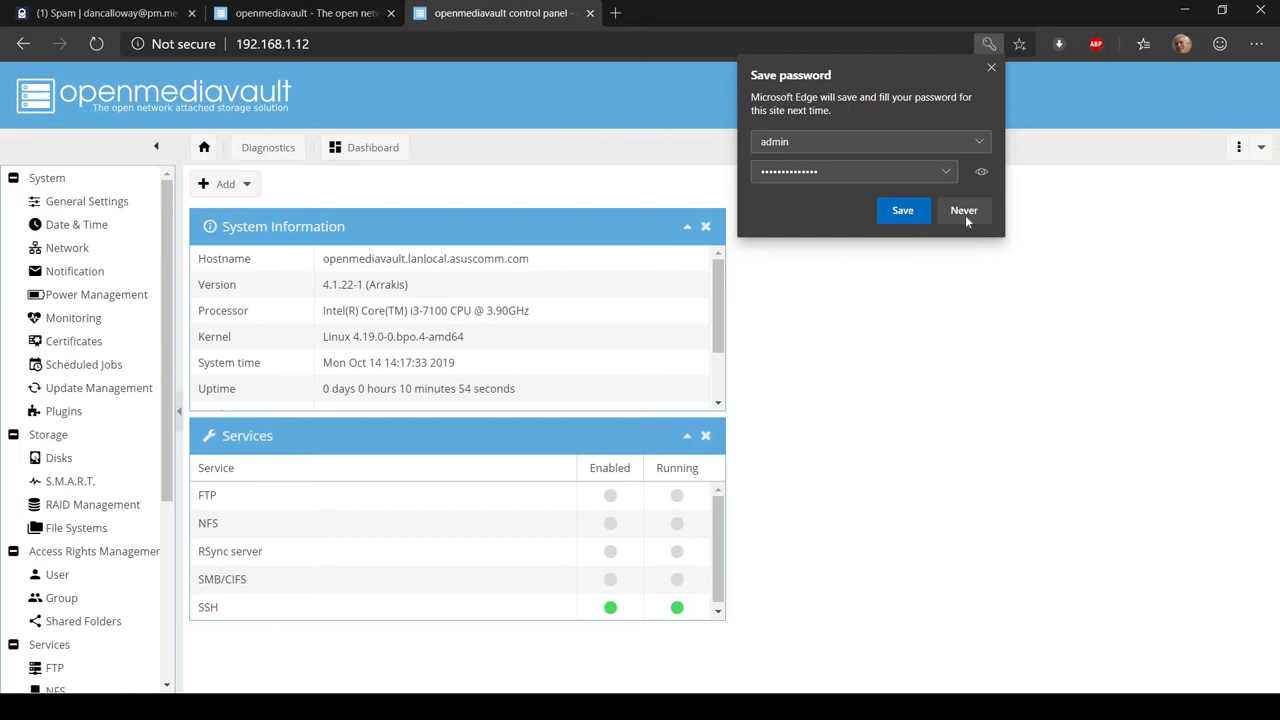 (1) Spam | dancalloway@pm.me
openmediavault - The open netw
openmediavault control panel -
Not secure
192.168.1.12
ABP
openmediavault
The open network attached storage solution
Save password
Microsoft Edge will save and fill your password for
this site next time.
admin
••••••••••••••
Save
Never
Diagnostics
Dashboard
Add
System
General Settings
Date & Time
Network
Notification
Power Management
Monitoring
Certificates
Scheduled Jobs
Update Management
Plugins
Storage
Disks
S.M.A.R.T.
RAID Management
File Systems
Access Rights Managemen
User
Group
Shared Folders
Services
FTP
NFS
System Information
Hostname openmediavault.lanlocal.asuscomm.com
Version 4.1.22-1 (Arrakis)
Processor Intel(R) Core(TM) i3-7100 CPU @ 3.90GHz
Kernel Linux 4.19.0-0.bpo.4-amd64
System time Mon Oct 14 14:17:33 2019
Uptime 0 days 0 hours 10 minutes 54 seconds
Services
Service Enabled Running
FTP
NFS
RSync server
SMB/CIFS
SSH